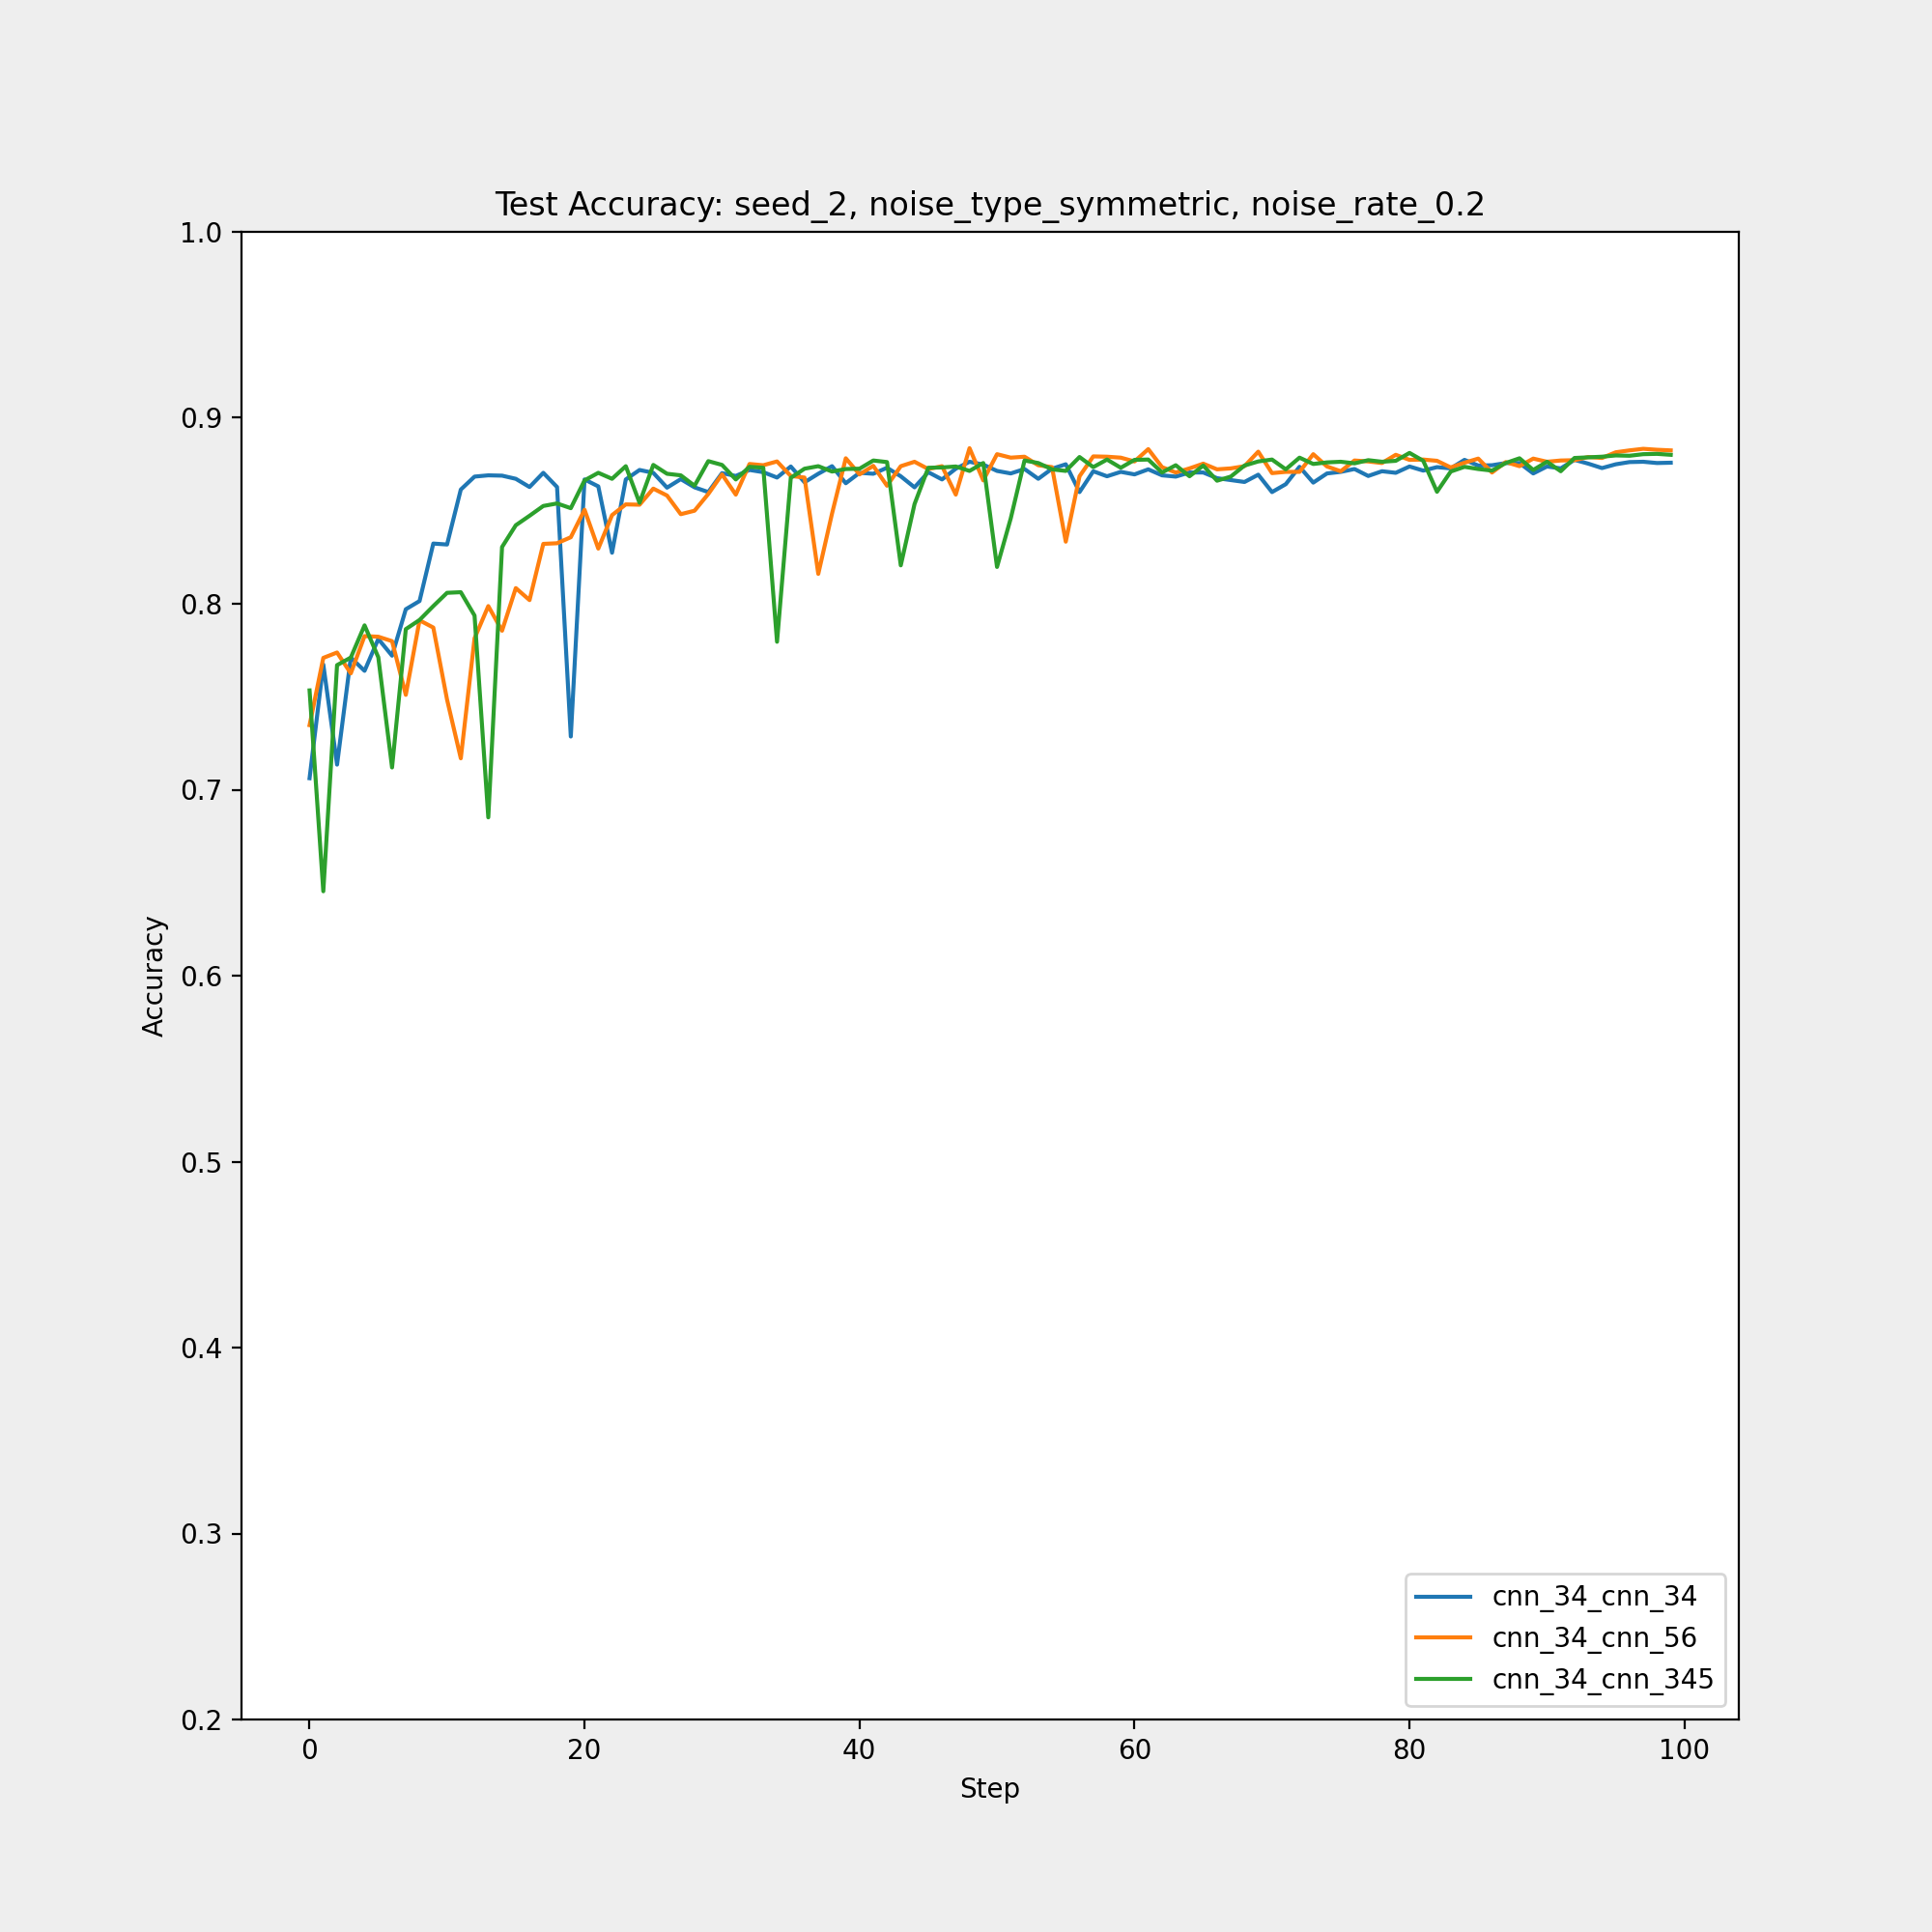 Test Accuracy: seed_2, noise_type_symmetric, noise_rate_0.2
1.0
0.9
0.8
0.7
0.6
0.5
0.4
0.3
0.2
Accuracy
0 20 40 60 80 100
Step
cnn_34_cnn_34
cnn_34_cnn_56
cnn_34_cnn_345